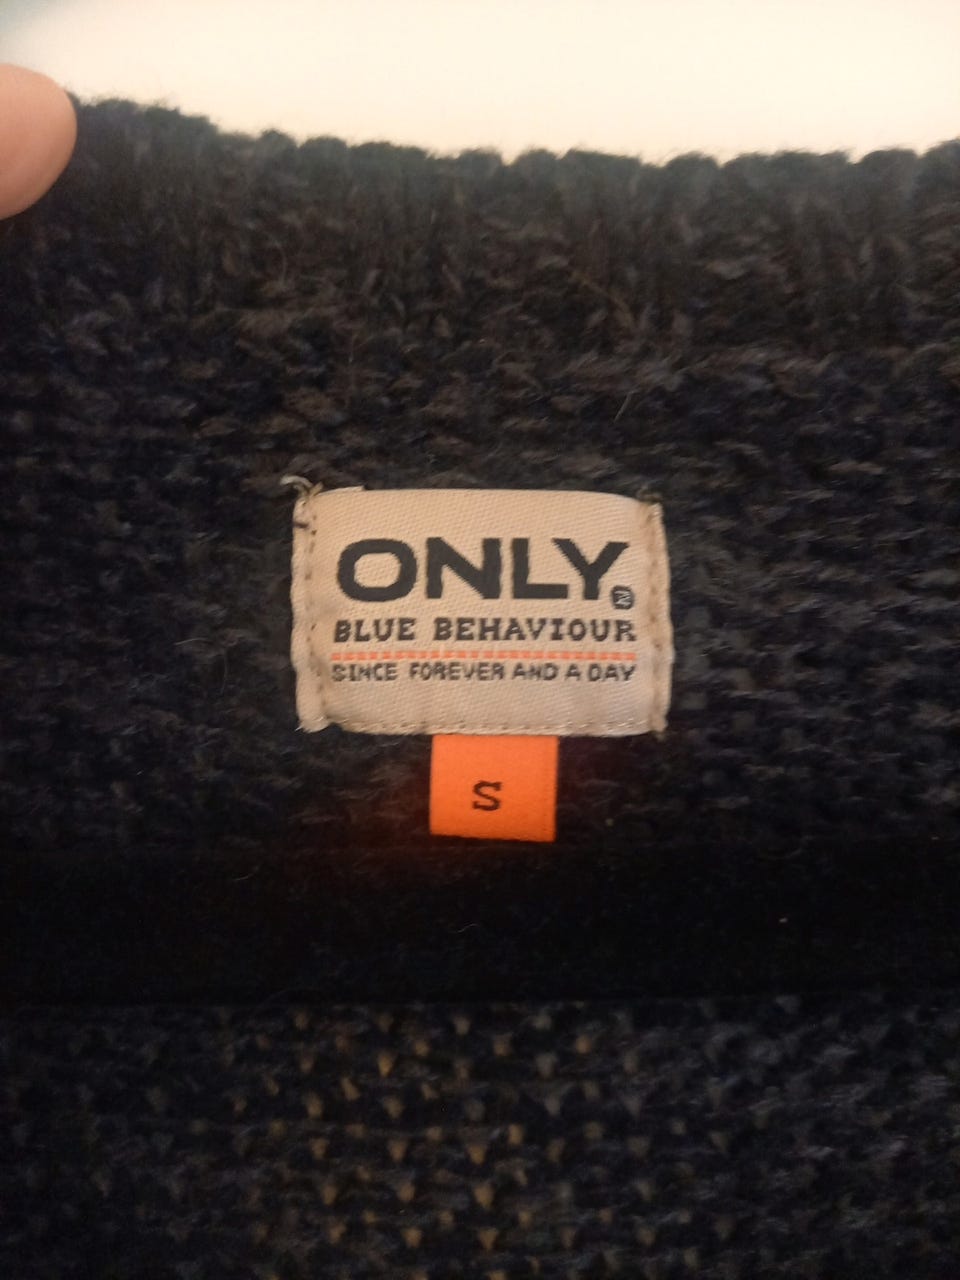 ONLY
BLUE BEHAVIOUR
SINCE FOREVER AND A DAY
S